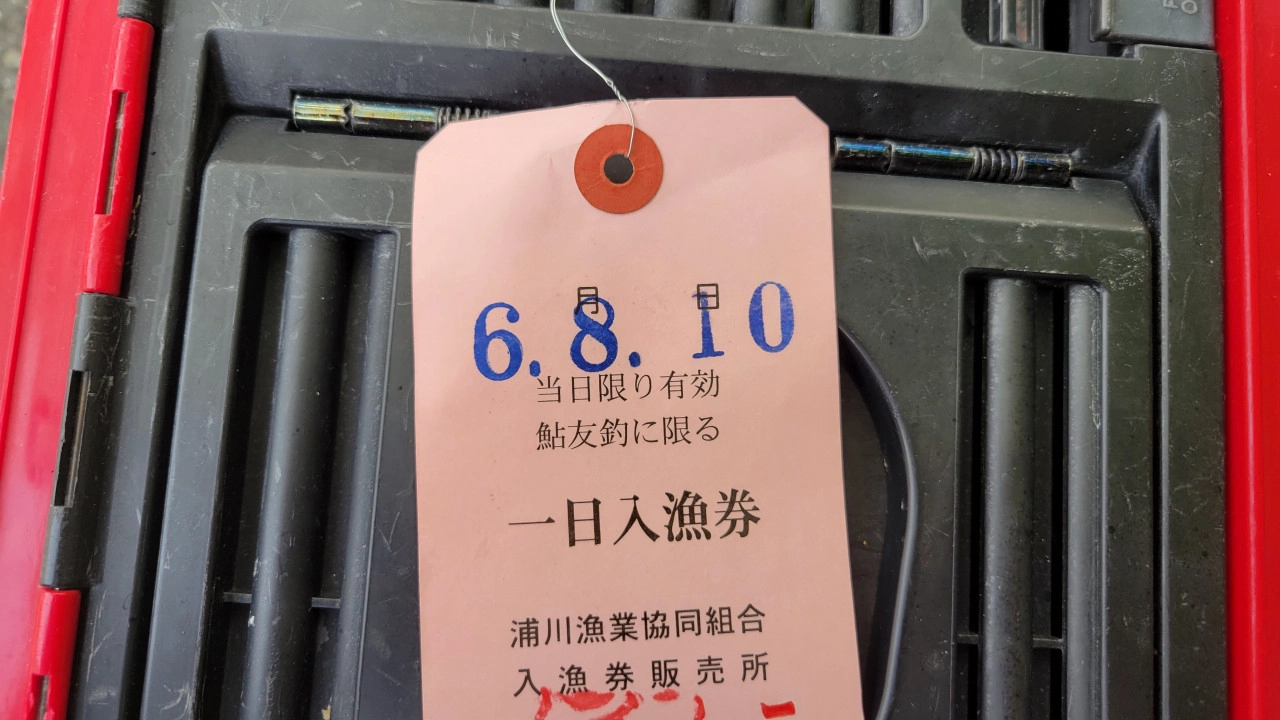 月 日
6.8.10
当日限り有効
鮎友釣に限る
一日入漁券
浦川漁業協同組合
入漁券販売所